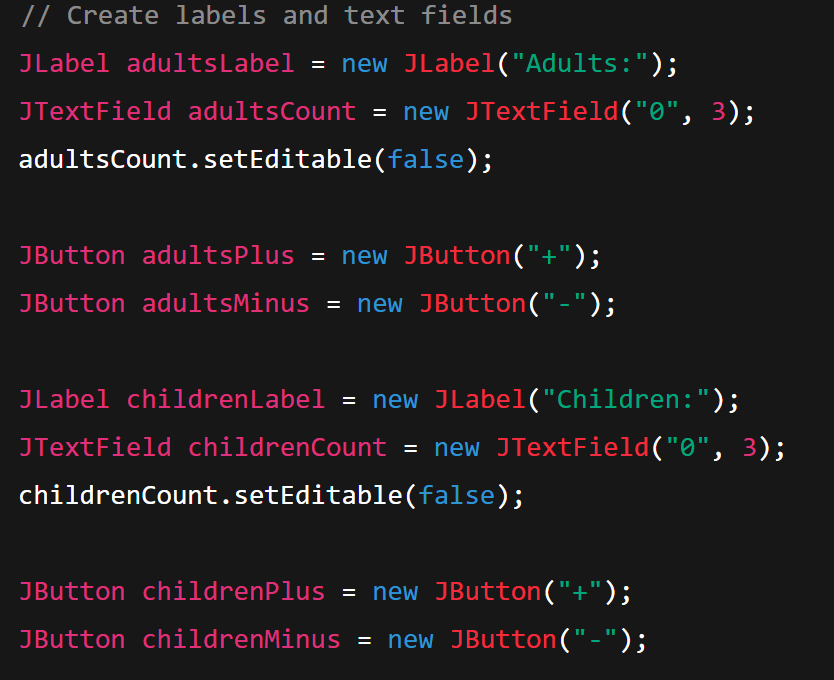 // Create labels and text fields
JLabel adultsLabel = new JLabel("Adults:");
JTextField adultsCount = new JTextField("0", 3);
adultsCount.setEditable(false);
JButton adultsPlus = new JButton("+");
JButton adultsMinus = new JButton("-");
JLabel childrenLabel = new JLabel("Children:");
JTextField childrenCount = new JTextField("0", 3);
childrenCount.setEditable(false);
JButton childrenPlus = new JButton("+");
JButton childrenMinus = new JButton("-");